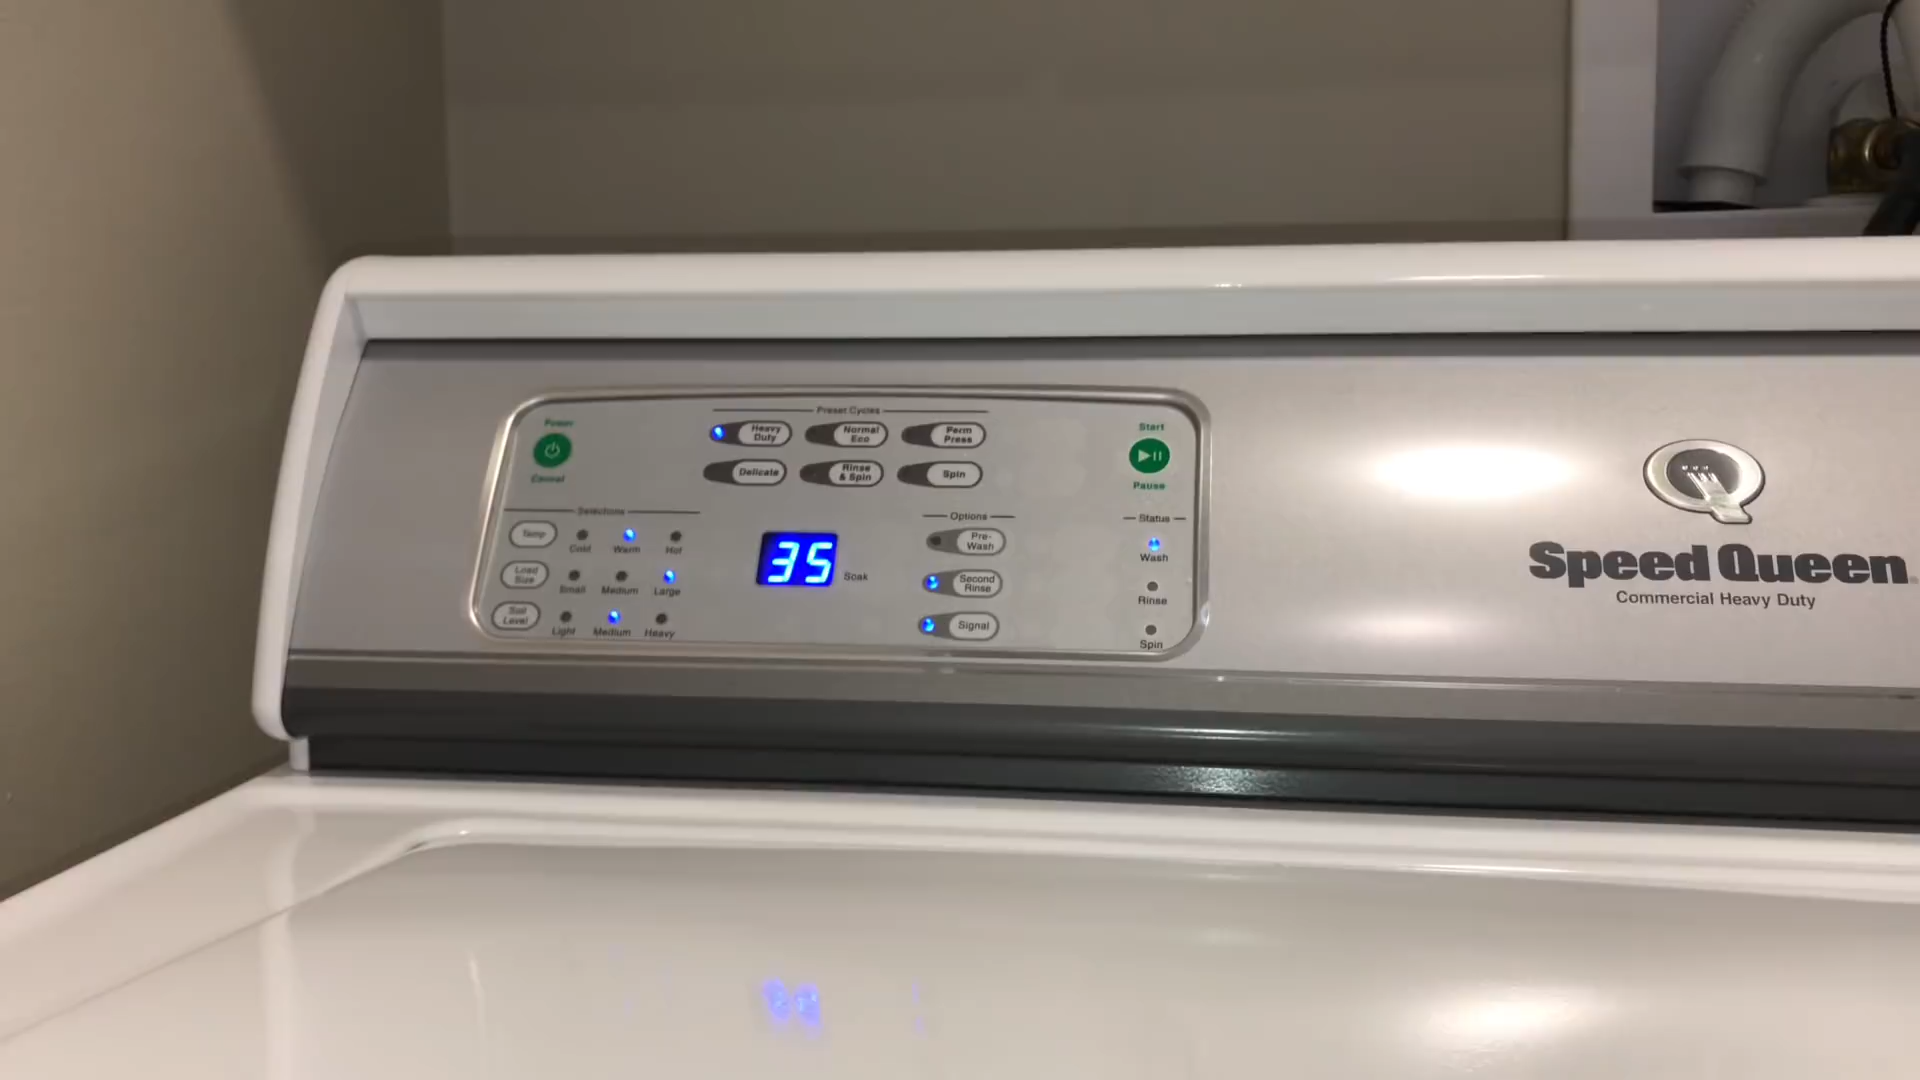 Power
Cancel
Preset Cycles
Heavy
Duty
Normal
Eco
Perm
Press
Delicate
Rinse
& Spin
Spin
Start
Pause
Selections
Temp
Cold
Warm
Hot
Load
Size
Small
Medium
Large
Soil
Level
Light
Medium
Heavy
35
Soak
Options
Pre-
Wash
Second
Rinse
Signal
Status
Wash
Rinse
Spin
Q
Speed Queen
Commercial Heavy Duty